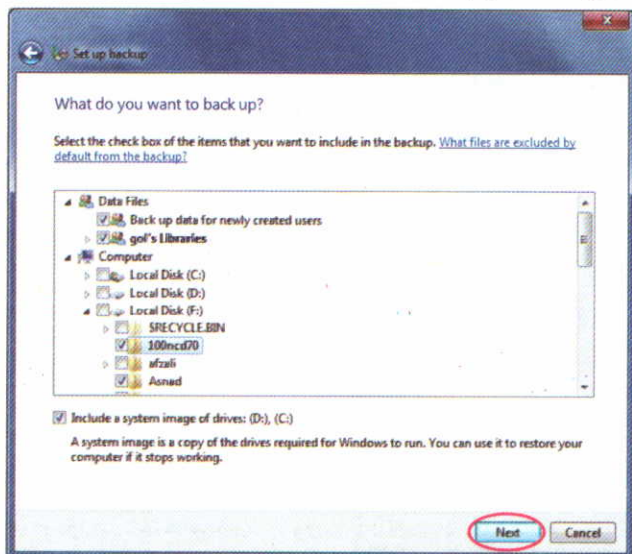 Set up backup
What do you want to back up?
Select the check box of the items that you want to include in the backup. What files are excluded by
default from the backup?
Data Files
Back up data for newly created users
gol's Libraries
Computer
Local Disk (C:)
Local Disk (D:)
Local Disk (F:)
$RECYCLE.BIN
100ncd70
afzali
Asnad
Include a system image of drives: (D:), (C:)
A system image is a copy of the drives required for Windows to run. You can use it to restore your
computer if it stops working.
Next Cancel